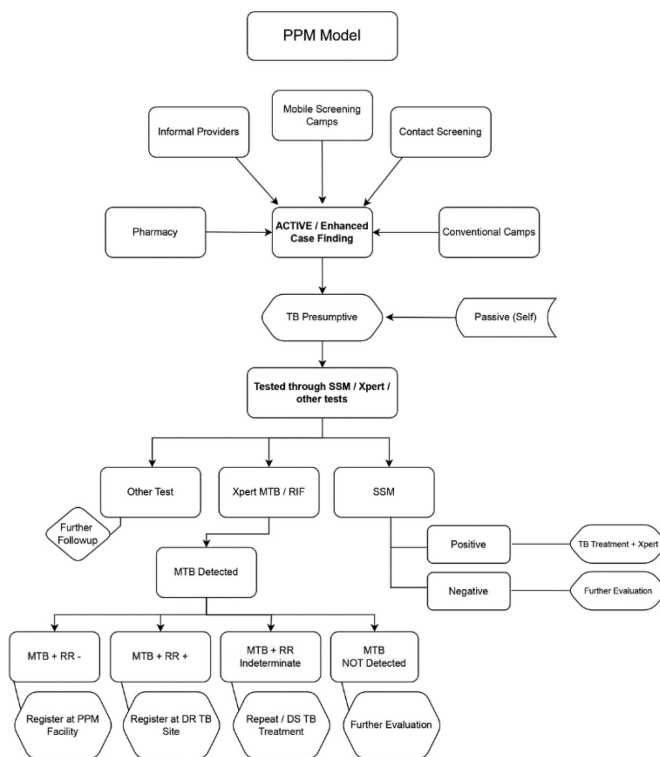 PPM Model
Mobile Screening
Camps
Informal Providers
Contact Screening
Pharmacy
ACTIVE / Enhanced
Case Finding
Conventional Camps
TB Presumptive
Passive (Self)
Tested through SSM / Xpert /
other tests
Other Test
Xpert MTB / RIF
SSM
Further
Followup
Positive
TB Treatment + Xpert
MTB Detected
Negative
Further Evaluation
MTB + RR -
MTB + RR +
MTB + RR
Indeterminate
MTB
NOT Detected
Register at PPM
Facility
Register at DR TB
Site
Repeat / DS TB
Treatment
Further Evaluation